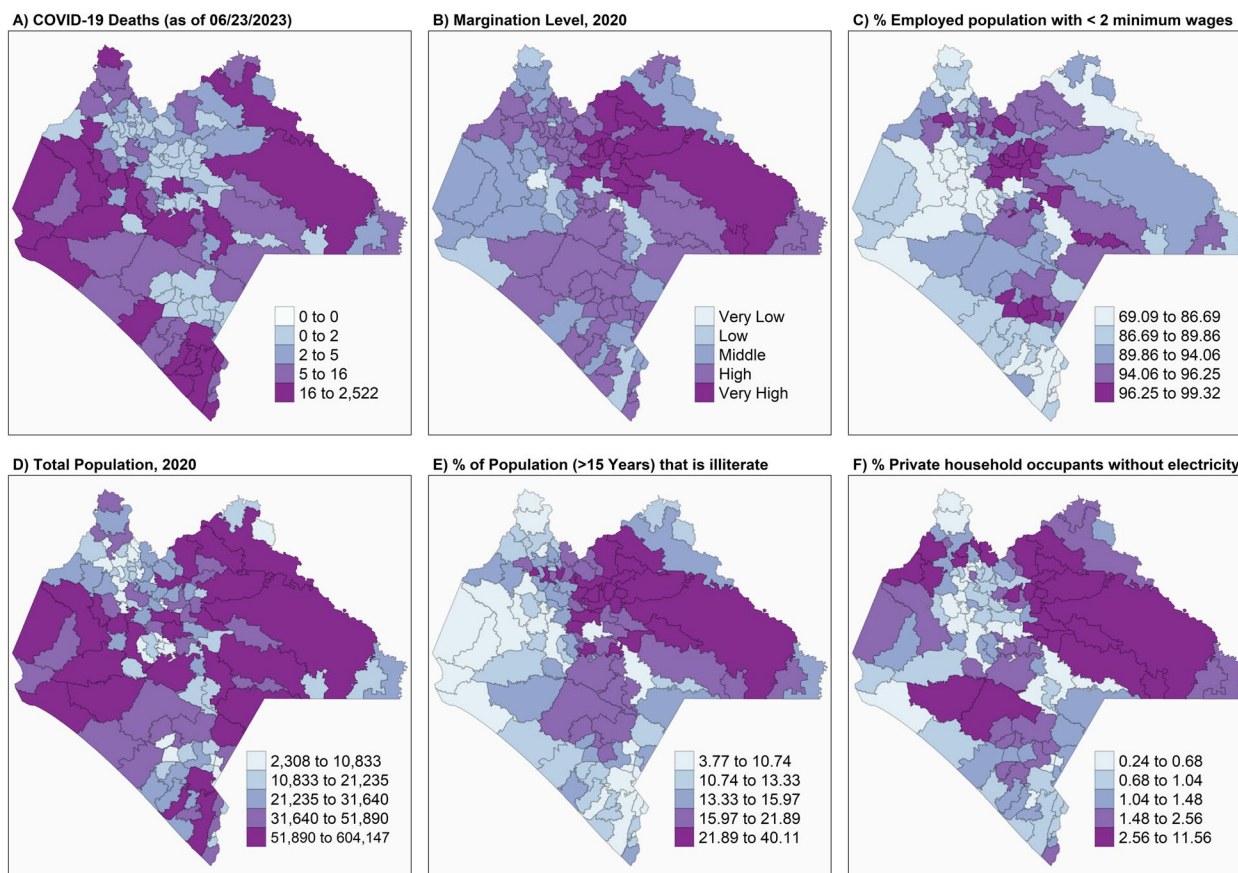 A) COVID-19 Deaths (as of 06/23/2023)
B) Margination Level, 2020
C) % Employed population with < 2 minimum wages
0 to 0
0 to 2
2 to 5
5 to 16
16 to 2,522
Very Low
Low
Middle
High
Very High
69.09 to 86.69
86.69 to 89.86
89.86 to 94.06
94.06 to 96.25
96.25 to 99.32
D) Total Population, 2020
E) % of Population (>15 Years) that is illiterate
F) % Private household occupants without electricity
2,308 to 10,833
10,833 to 21,235
21,235 to 31,640
31,640 to 51,890
51,890 to 604,147
3.77 to 10.74
10.74 to 13.33
13.33 to 15.97
15.97 to 21.89
21.89 to 40.11
0.24 to 0.68
0.68 to 1.04
1.04 to 1.48
1.48 to 2.56
2.56 to 11.56